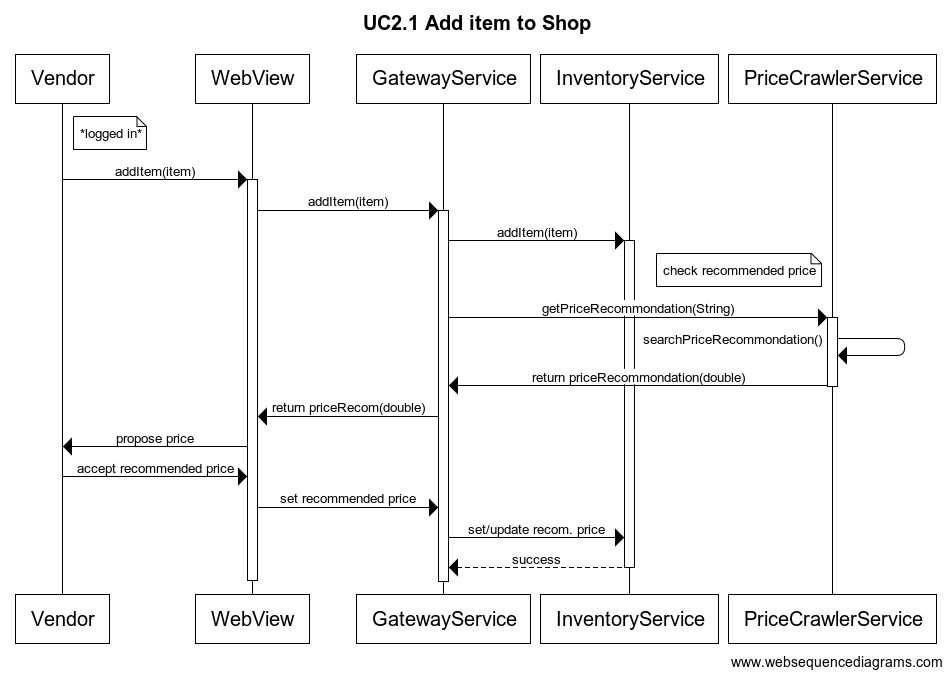 UC2.1 Add item to Shop
Vendor
WebView
GatewayService
InventoryService
PriceCrawlerService
*logged in*
addItem(item)
addItem(item)
addItem(item)
check recommended price
getPriceRecommondation(String)
searchPriceRecommondation()
return priceRecommondation(double)
return priceRecom(double)
propose price
accept recommended price
set recommended price
set/update recom. price
success
Vendor
WebView
GatewayService
InventoryService
PriceCrawlerService
www.websequencediagrams.com